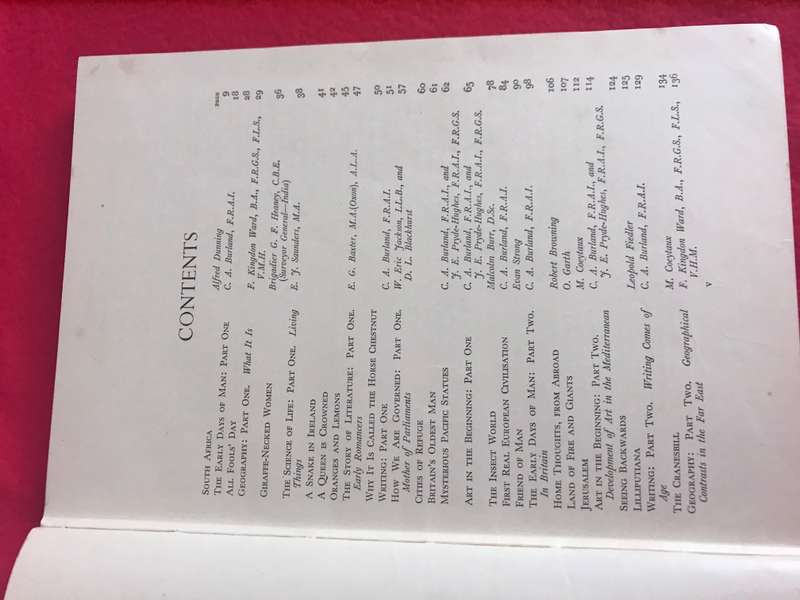 CONTENTS
PAGE
SOUTH AFRICA Alfred Dunning 9
THE EARLY DAYS OF MAN: PART ONE C. A. Burland, F.R.A.I. 18
ALL FOOLS' DAY 28
GEOGRAPHY: PART ONE. What It Is F. Kingdon Ward, B.A., F.R.G.S., F.L.S., 29
V.M.H.
GIRAFFE-NECKED WOMEN Brigadier G. F. Heaney, C.B.E. 36
(Surveyor General—India)
THE SCIENCE OF LIFE: PART ONE. Living E. J. Saunders, M.A. 38
Things
A SNAKE IN IRELAND 41
A QUEEN IS CROWNED 42
ORANGES AND LEMONS 45
THE STORY OF LITERATURE: PART ONE. E. G. Baxter, M.A.(Oxon), A.L.A. 47
Early Romancers
WHY IT IS CALLED THE HORSE CHESTNUT 50
WRITING: PART ONE C. A. Burland, F.R.A.I. 51
HOW WE ARE GOVERNED: PART ONE. W. Eric Jackson, LL.B., and 57
Mother of Parliaments D. L. Blackhurst
CITIES OF REFUGE 60
BRITAIN'S OLDEST MAN 61
MYSTERIOUS PACIFIC STATUES C. A. Burland, F.R.A.I., and 62
J. E. Pryde-Hughes, F.R.A.I., F.R.G.S.
ART IN THE BEGINNING: PART ONE C. A. Burland, F.R.A.I., and 65
J. E. Pryde-Hughes, F.R.A.I., F.R.G.S.
THE INSECT WORLD Malcolm Burr, D.Sc. 78
FIRST REAL EUROPEAN CIVILISATION C. A. Burland, F.R.A.I. 84
FRIEND OF MAN Evan Strong 90
THE EARLY DAYS OF MAN: PART TWO. C. A. Burland, F.R.A.I. 98
In Britain
HOME THOUGHTS, FROM ABROAD Robert Browning 106
LAND OF FIRE AND GIANTS O. Garth 107
JERUSALEM M. Coeytaux 112
ART IN THE BEGINNING: PART TWO. C. A. Burland, F.R.A.I., and 114
Development of Art in the Mediterranean J. E. Pryde-Hughes, F.R.A.I., F.R.G.S.
SEEING BACKWARDS 124
LILLIPUTIANA Leopold Fiedler 125
WRITING: PART TWO. Writing Comes of C. A. Burland, F.R.A.I. 129
Age
THE CRANESBILL M. Coeytaux 134
GEOGRAPHY: PART TWO. Geographical F. Kingdon Ward, B.A., F.R.G.S., F.L.S., 136
Contrasts in the Far East V.H.M.
v